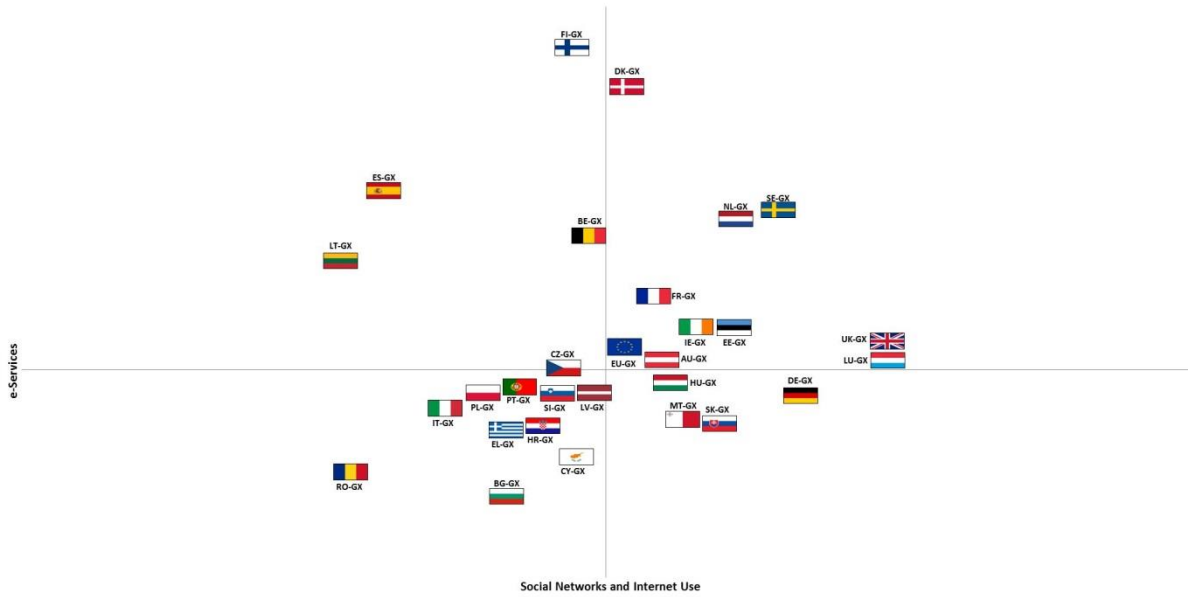 FI-GX
DK-GX
ES-GX
SE-GX
NL-GX
BE-GX
LT-GX
FR-GX
IE-GX
EE-GX
UK-GX
EU-GX
CZ-GX
AU-GX
LU-GX
e-Services
HU-GX
DE-GX
PL-GX
PT-GX
SI-GX
LV-GX
MT-GX
SK-GX
IT-GX
EL-GX
HR-GX
CY-GX
RO-GX
BG-GX
Social Networks and Internet Use